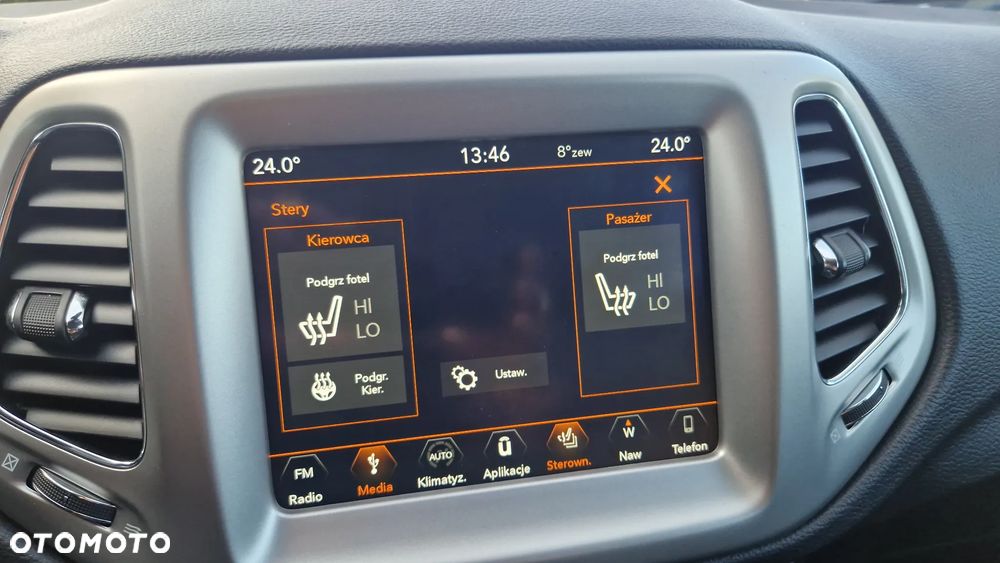 24.0° 13:46 8°zew 24.0°
Stery
Kierowca
Podgrz fotel
HI
LO
Podgr.
Kier.
Ustaw.
Pasażer
Podgrz fotel
HI
LO
FM
Radio
Media
AUTO
Klimatyz.
ū
Aplikacje
Sterown.
W
Naw
Telefon
OTOMOTO